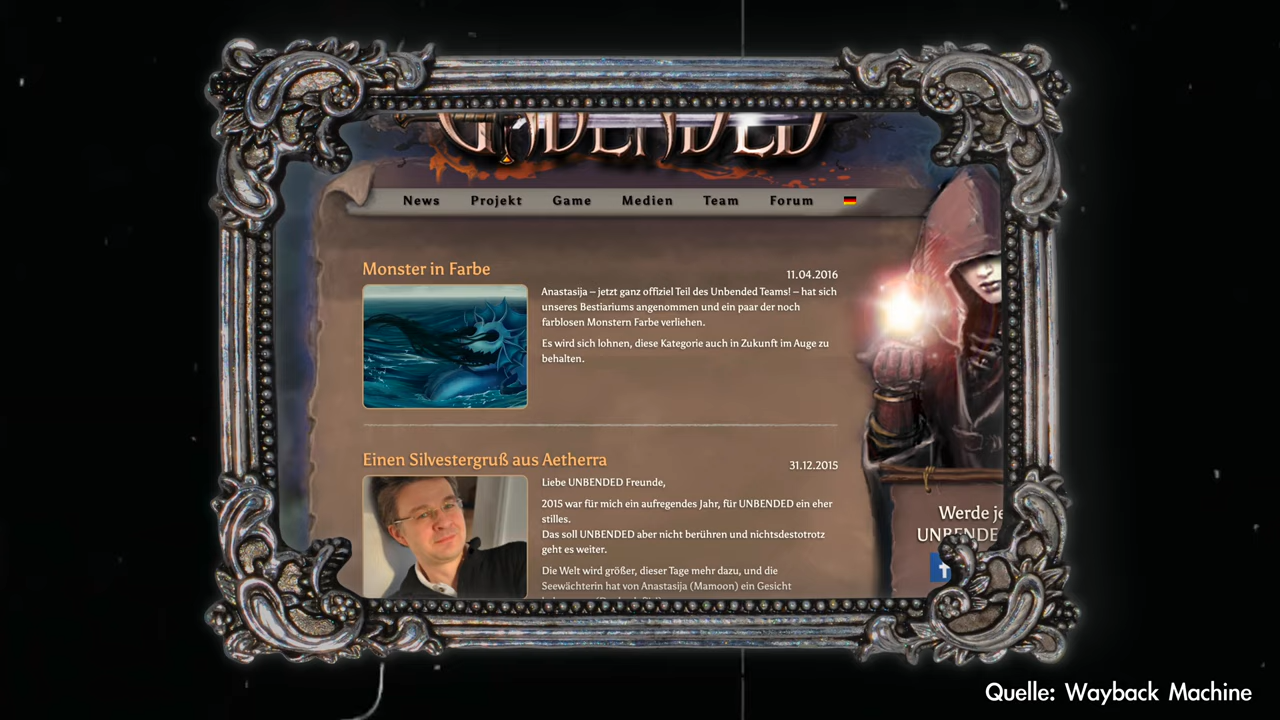 UNBENDED
News Projekt Game Medien Team Forum
Monster in Farbe
11.04.2016
Anastasija – jetzt ganz offiziel Teil des Unbended Teams! – hat sich
unseres Bestiariums angenommen und ein paar der noch
farblosen Monstern Farbe verliehen.
Es wird sich lohnen, diese Kategorie auch in Zukunft im Auge zu
behalten.
Einen Silvestergruß aus Aetherra
31.12.2015
Liebe UNBENDED Freunde,
2015 war für mich ein aufregendes Jahr, für UNBENDED ein eher
stilles.
Das soll UNBENDED aber nicht berühren und nichtsdestotrotz
geht es weiter.
Die Welt wird größer, dieser Tage mehr dazu, und die
Seewächterin hat von Anastasija (Mamoon) ein Gesicht
Werde je
UNBENDE
Quelle: Wayback Machine